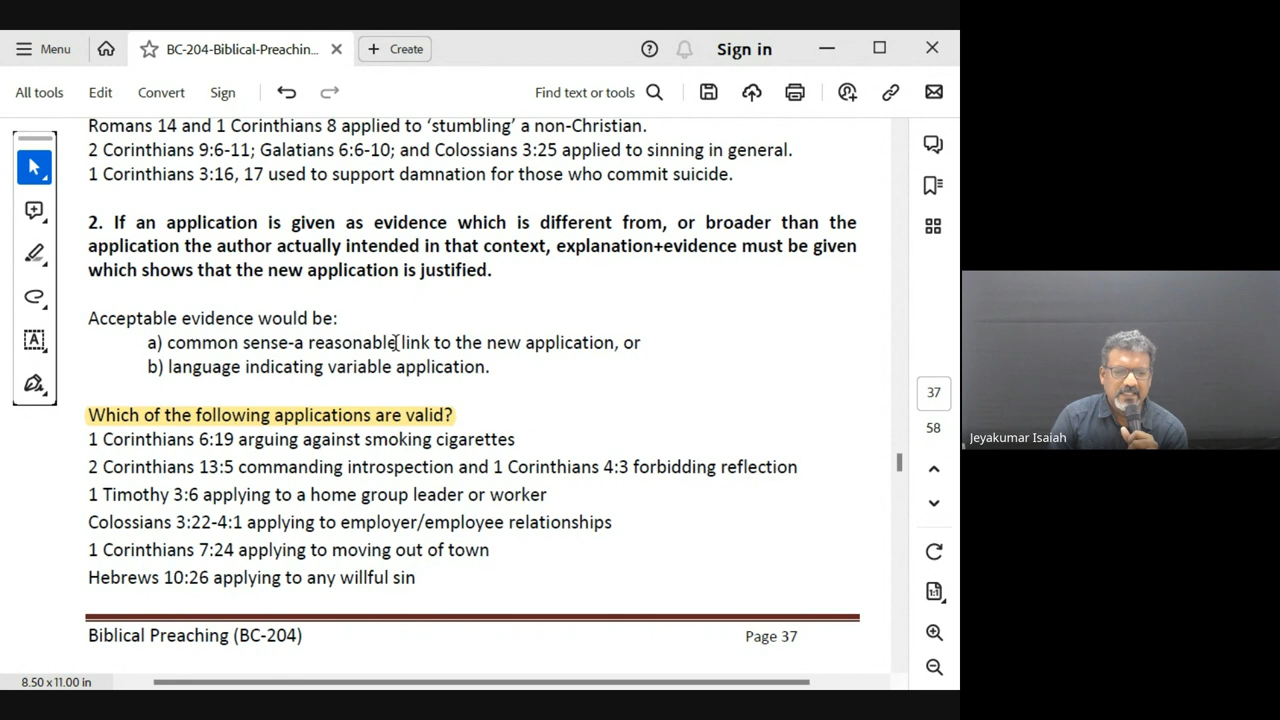 Menu
BC-204-Biblical-Preachin...
Create
Sign in
All tools
Edit
Convert
Sign
Find text or tools
Romans 14 and 1 Corinthians 8 applied to ‘stumbling’ a non-Christian.
2 Corinthians 9:6-11; Galatians 6:6-10; and Colossians 3:25 applied to sinning in general.
1 Corinthians 3:16, 17 used to support damnation for those who commit suicide.
2. If an application is given as evidence which is different from, or broader than the
application the author actually intended in that context, explanation+evidence must be given
which shows that the new application is justified.
Acceptable evidence would be:
a) common sense-a reasonable link to the new application, or
b) language indicating variable application.
Which of the following applications are valid?
1 Corinthians 6:19 arguing against smoking cigarettes
2 Corinthians 13:5 commanding introspection and 1 Corinthians 4:3 forbidding reflection
1 Timothy 3:6 applying to a home group leader or worker
Colossians 3:22-4:1 applying to employer/employee relationships
1 Corinthians 7:24 applying to moving out of town
Hebrews 10:26 applying to any willful sin
Biblical Preaching (BC-204)
Page 37
8.50 x 11.00 in
37
58
1:1
Jeyakumar Isaiah